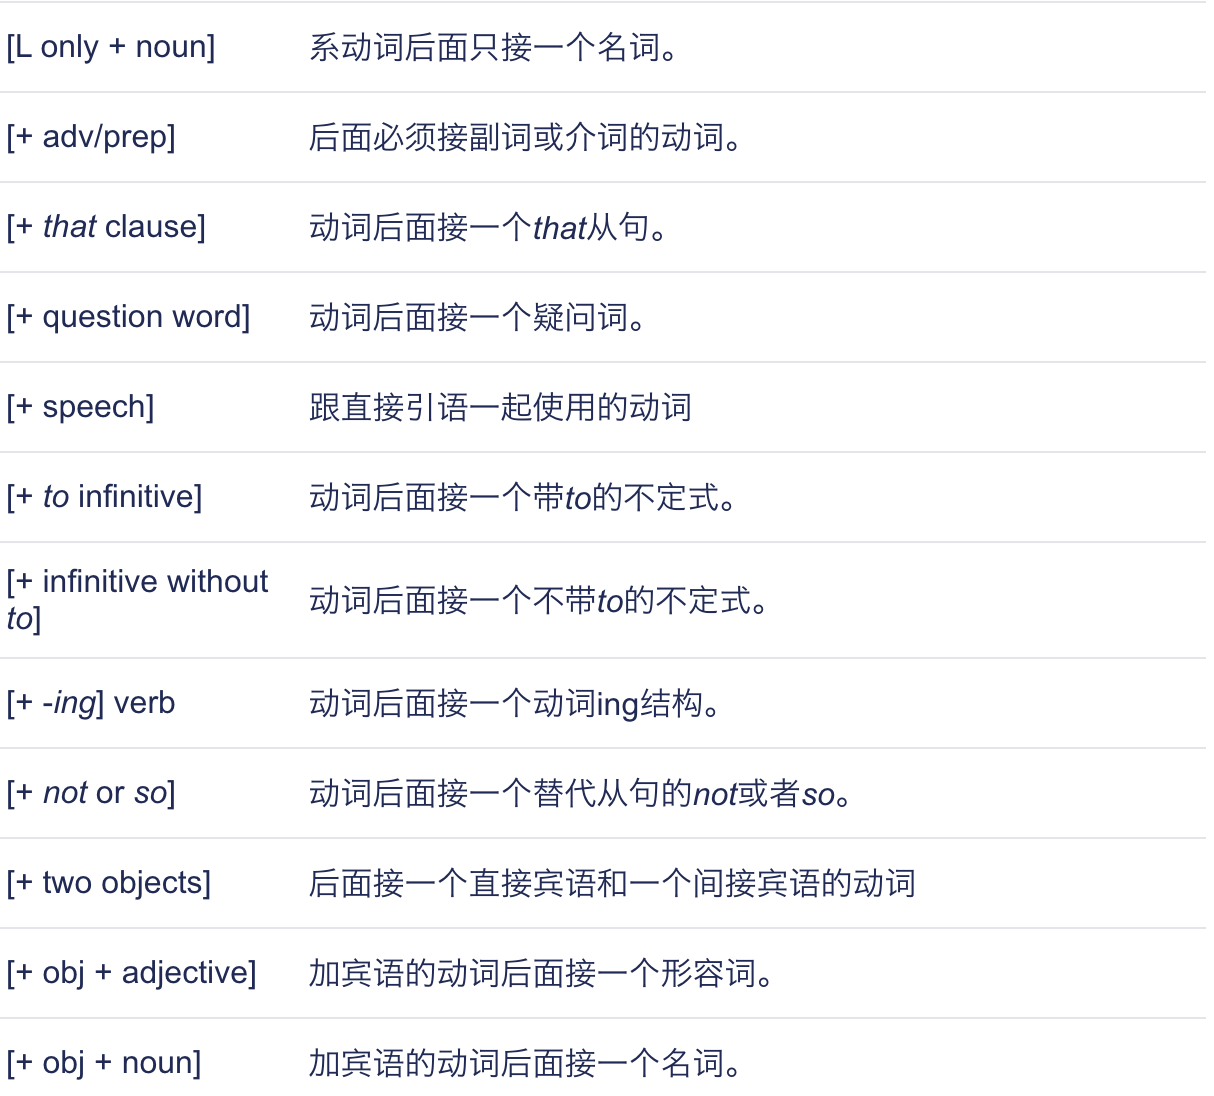 [L only + noun] 系动词后面只接一个名词。
[+ adv/prep] 后面必须接副词或介词的动词。
[+ that clause] 动词后面接一个that从句。
[+ question word] 动词后面接一个疑问词。
[+ speech] 跟直接引语一起使用的动词
[+ to infinitive] 动词后面接一个带to的不定式。
[+ infinitive without
to] 动词后面接一个不带to的不定式。
[+ -ing] verb 动词后面接一个动词ing结构。
[+ not or so] 动词后面接一个替代从句的not或者so。
[+ two objects] 后面接一个直接宾语和一个间接宾语的动词
[+ obj + adjective] 加宾语的动词后面接一个形容词。
[+ obj + noun] 加宾语的动词后面接一个名词。